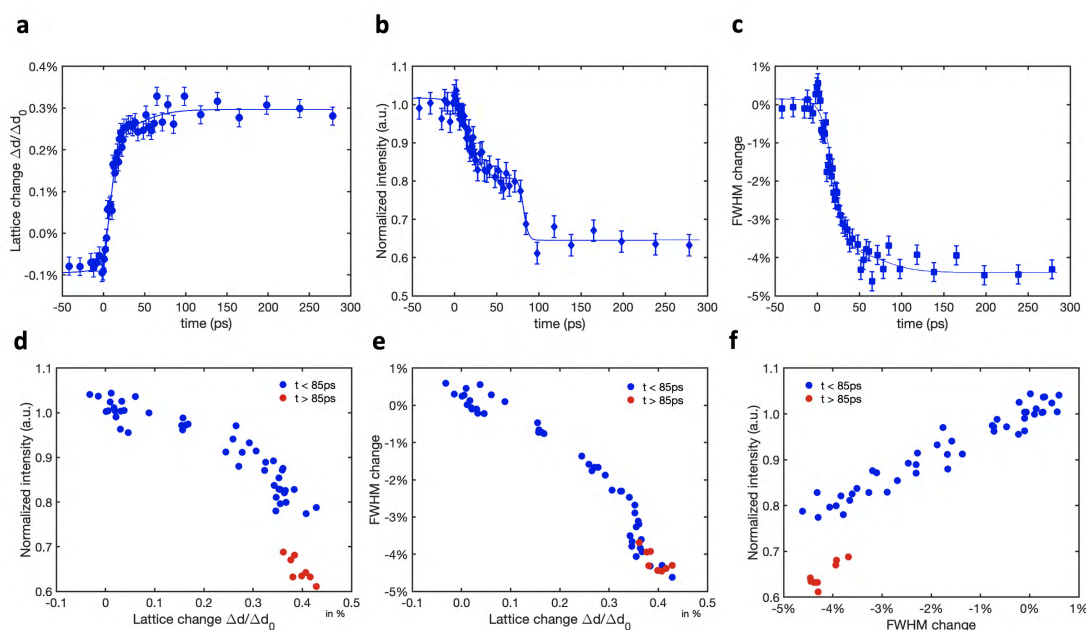 a
0.4%
0.3%
0.2%
0.1%
0.0%
-0.1%
-50 0 50 100 150 200 250 300
Lattice change Δd/Δd0
time (ps)
b
1.1
1.0
0.9
0.8
0.7
0.6
0.5
-50 0 50 100 150 200 250 300
Normalized intensity (a.u.)
time (ps)
c
1%
0%
-1%
-2%
-3%
-4%
-5%
-50 0 50 100 150 200 250 300
FWHM change
time (ps)
d
1.1
1.0
0.9
0.8
0.7
0.6
-0.1 0.0 0.1 0.2 0.3 0.4 0.5
t < 85ps
t > 85ps
Normalized intensity (a.u.)
in %
Lattice change Δd/Δd0
e
1%
0%
-1%
-2%
-3%
-4%
-5%
-0.1 0.0 0.1 0.2 0.3 0.4 0.5
t < 85ps
t > 85ps
FWHM change
in %
Lattice change Δd/Δd0
f
1.1
1.0
0.9
0.8
0.7
0.6
-5% -4% -3% -2% -1% 0% 1%
t < 85ps
t > 85ps
Normalized intensity (a.u.)
FWHM change